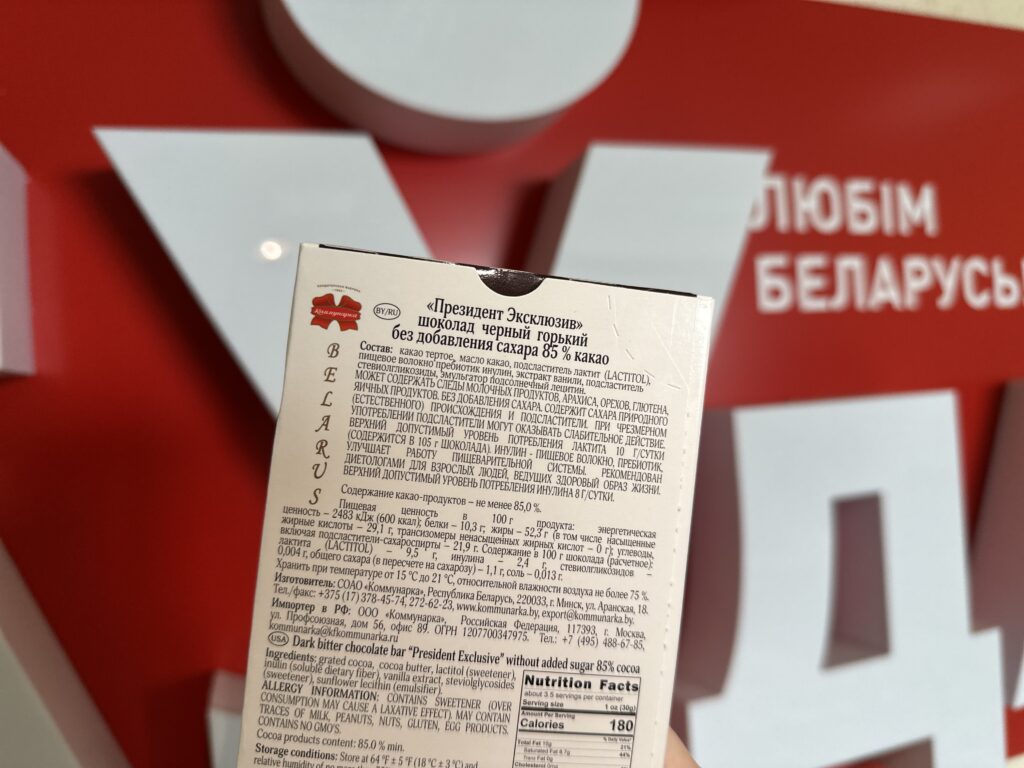 У
Д
ЛЮБІМ
БЕЛАРУСЬ
Коммунарка
BELARUS
BY/RU
«Президент Эксклюзив»
шоколад черный горький
без добавления сахара 85 % какао
Состав: какао тертое, масло какао, подсластитель лактит (LACTITOL),
пищевое волокно пребиотик инулин, экстракт ванили, подсластитель
стевиолгликозиды, эмульгатор подсолнечный лецитин.
МОЖЕТ СОДЕРЖАТЬ СЛЕДЫ МОЛОЧНЫХ ПРОДУКТОВ, АРАХИСА, ОРЕХОВ, ГЛЮТЕНА,
ЯИЧНЫХ ПРОДУКТОВ. БЕЗ ДОБАВЛЕНИЯ САХАРА. СОДЕРЖИТ САХАРА ПРИРОДНОГО
(ЕСТЕСТВЕННОГО) ПРОИСХОЖДЕНИЯ И ПОДСЛАСТИТЕЛИ. ПРИ ЧРЕЗМЕРНОМ
УПОТРЕБЛЕНИИ ПОДСЛАСТИТЕЛИ МОГУТ ОКАЗЫВАТЬ СЛАБИТЕЛЬНОЕ ДЕЙСТВИЕ.
ВЕРХНИЙ ДОПУСТИМЫЙ УРОВЕНЬ ПОТРЕБЛЕНИЯ ЛАКТИТА 10 Г/СУТКИ
(СОДЕРЖИТСЯ В 105 г ШОКОЛАДА). ИНУЛИН - ПИЩЕВОЕ ВОЛОКНО, ПРЕБИОТИК,
УЛУЧШАЕТ РАБОТУ ПИЩЕВАРИТЕЛЬНОЙ СИСТЕМЫ. РЕКОМЕНДОВАН
ДИЕТОЛОГАМИ ДЛЯ ВЗРОСЛЫХ ЛЮДЕЙ, ВЕДУЩИХ ЗДОРОВЫЙ ОБРАЗ ЖИЗНИ.
ВЕРХНИЙ ДОПУСТИМЫЙ УРОВЕНЬ ПОТРЕБЛЕНИЯ ИНУЛИНА 8 Г/СУТКИ.
Содержание какао-продуктов – не менее 85,0 %.
Пищевая ценность в 100 г продукта: энергетическая
ценность – 2483 кДж (600 ккал); белки – 10,3 г; жиры – 52,3 г (в том числе насыщенные
жирные кислоты – 29,1 г, трансизомеры ненасыщенных жирных кислот – 0 г); углеводы,
включая подсластители-сахароспирты – 21,9 г. Содержание в 100 г шоколада (расчетное):
лактита (LACTITOL) – 9,5 г, инулина – 2,4 г, стевиолгликозидов –
0,004 г, общего сахара (в пересчете на сахарозу) – 1,1 г, соль – 0,013 г.
Хранить при температуре от 15 °С до 21 °С, относительной влажности воздуха не более 75 %.
Изготовитель: СОАО «Коммунарка», Республика Беларусь, 220033, г. Минск, ул. Аранская, 18.
Тел./факс: +375 (17) 378-45-74, 272-62-23, www.kommunarka.by, export@kommunarka.by.
Импортер в РФ: ООО «Коммунарка», Российская Федерация, 117393, г. Москва,
ул. Профсоюзная, дом 56, офис 89. ОГРН 1207700347975. Тел.: +7 (495) 488-67-85,
kommunarka@kfkommunarka.ru
USA Dark bitter chocolate bar "President Exclusive" without added sugar 85% cocoa
Ingredients: grated cocoa, cocoa butter, lactitol (sweetener),
inulin (soluble dietary fiber), vanilla extract, steviolglycosides
(sweetener), sunflower lecithin (emulsifier).
ALLERGY INFORMATION: CONTAINS SWEETENER (OVER
CONSUMPTION MAY CAUSE A LAXATIVE EFFECT). MAY CONTAIN
TRACES OF MILK, PEANUTS, NUTS, GLUTEN, EGG PRODUCTS.
CONTAINS NO GMO'S.
Cocoa products content: 85.0 % min.
Storage conditions: Store at 64 °F ± 5 °F (18 °C ± 3 °C) and
relative humidity of no more
Nutrition Facts
about 3.5 servings per container
Serving size 1 oz (30g)
Amount Per Serving
Calories 180
% Daily Value*
Total Fat 15g 21%
Saturated Fat 8.7g 44%
Trans Fat 0g
Cholesterol 0mg